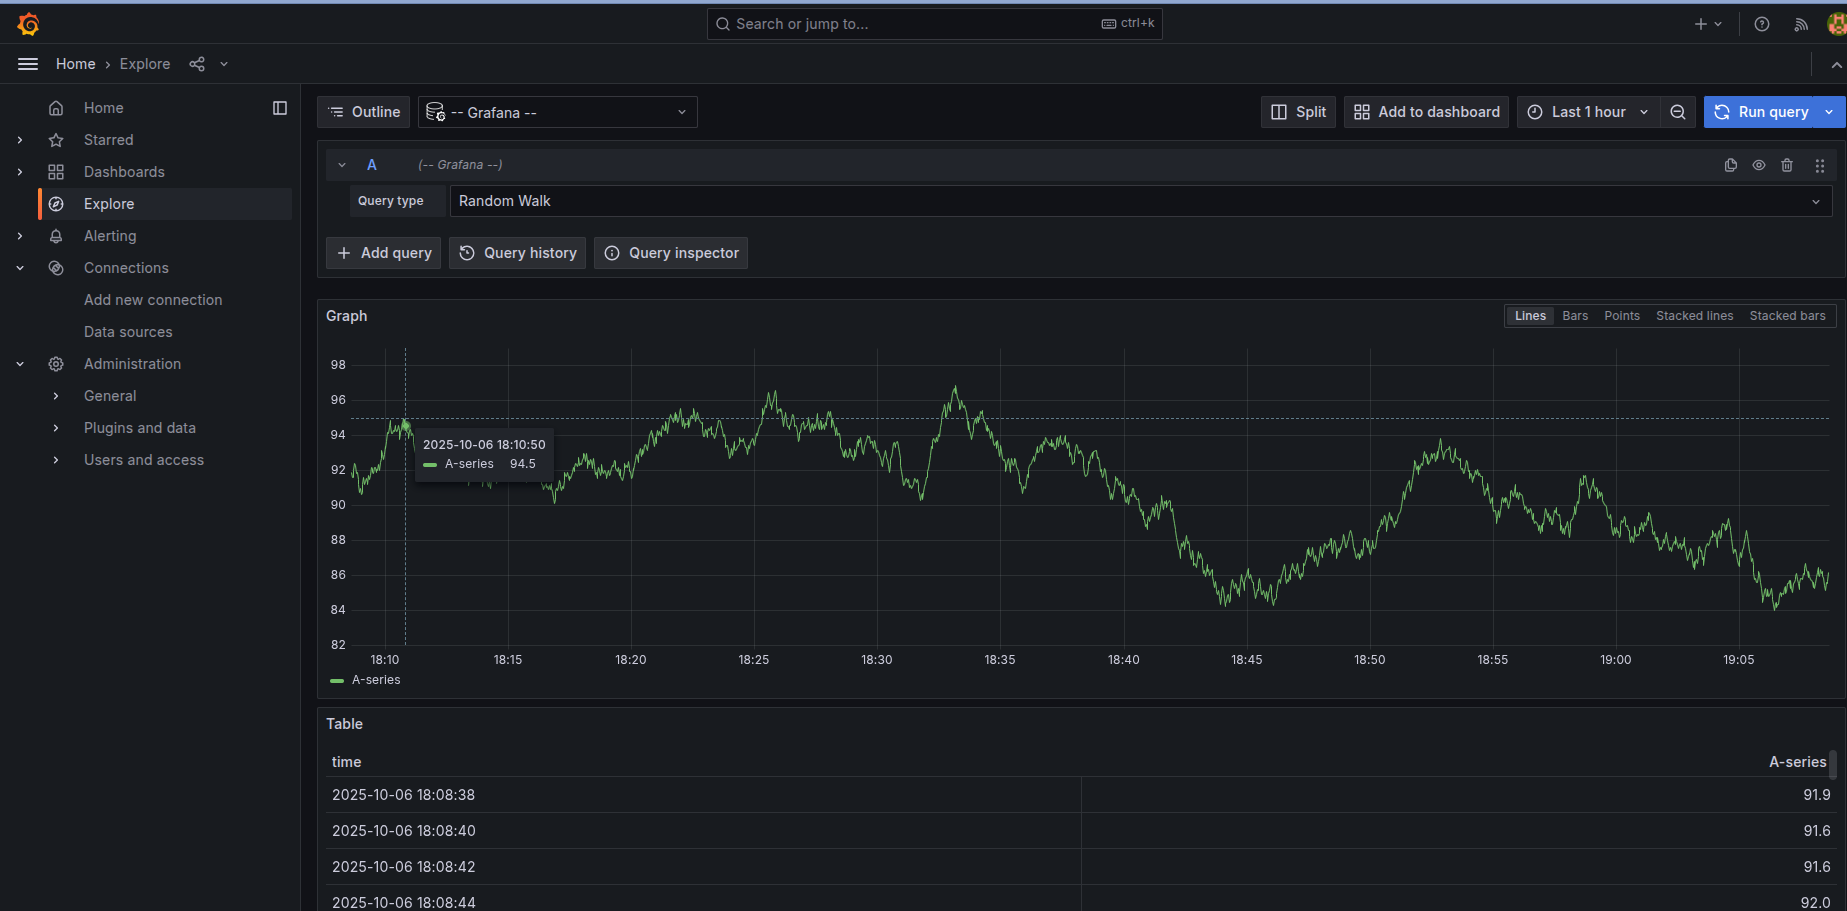 Search or jump to...
ctrl+k
Home › Explore
Home
Starred
Dashboards
Explore
Alerting
Connections
Add new connection
Data sources
Administration
General
Plugins and data
Users and access
Outline
-- Grafana --
Split
Add to dashboard
Last 1 hour
Run query
A
(-- Grafana --)
Query type
Random Walk
Add query
Query history
Query inspector
Graph
Lines Bars Points Stacked lines Stacked bars
98
96
94
92
90
88
86
84
82
2025-10-06 18:10:50
A-series 94.5
18:10 18:15 18:20 18:25 18:30 18:35 18:40 18:45 18:50 18:55 19:00 19:05
A-series
Table
time A-series
2025-10-06 18:08:38 91.9
2025-10-06 18:08:40 91.6
2025-10-06 18:08:42 91.6
2025-10-06 18:08:44 92.0